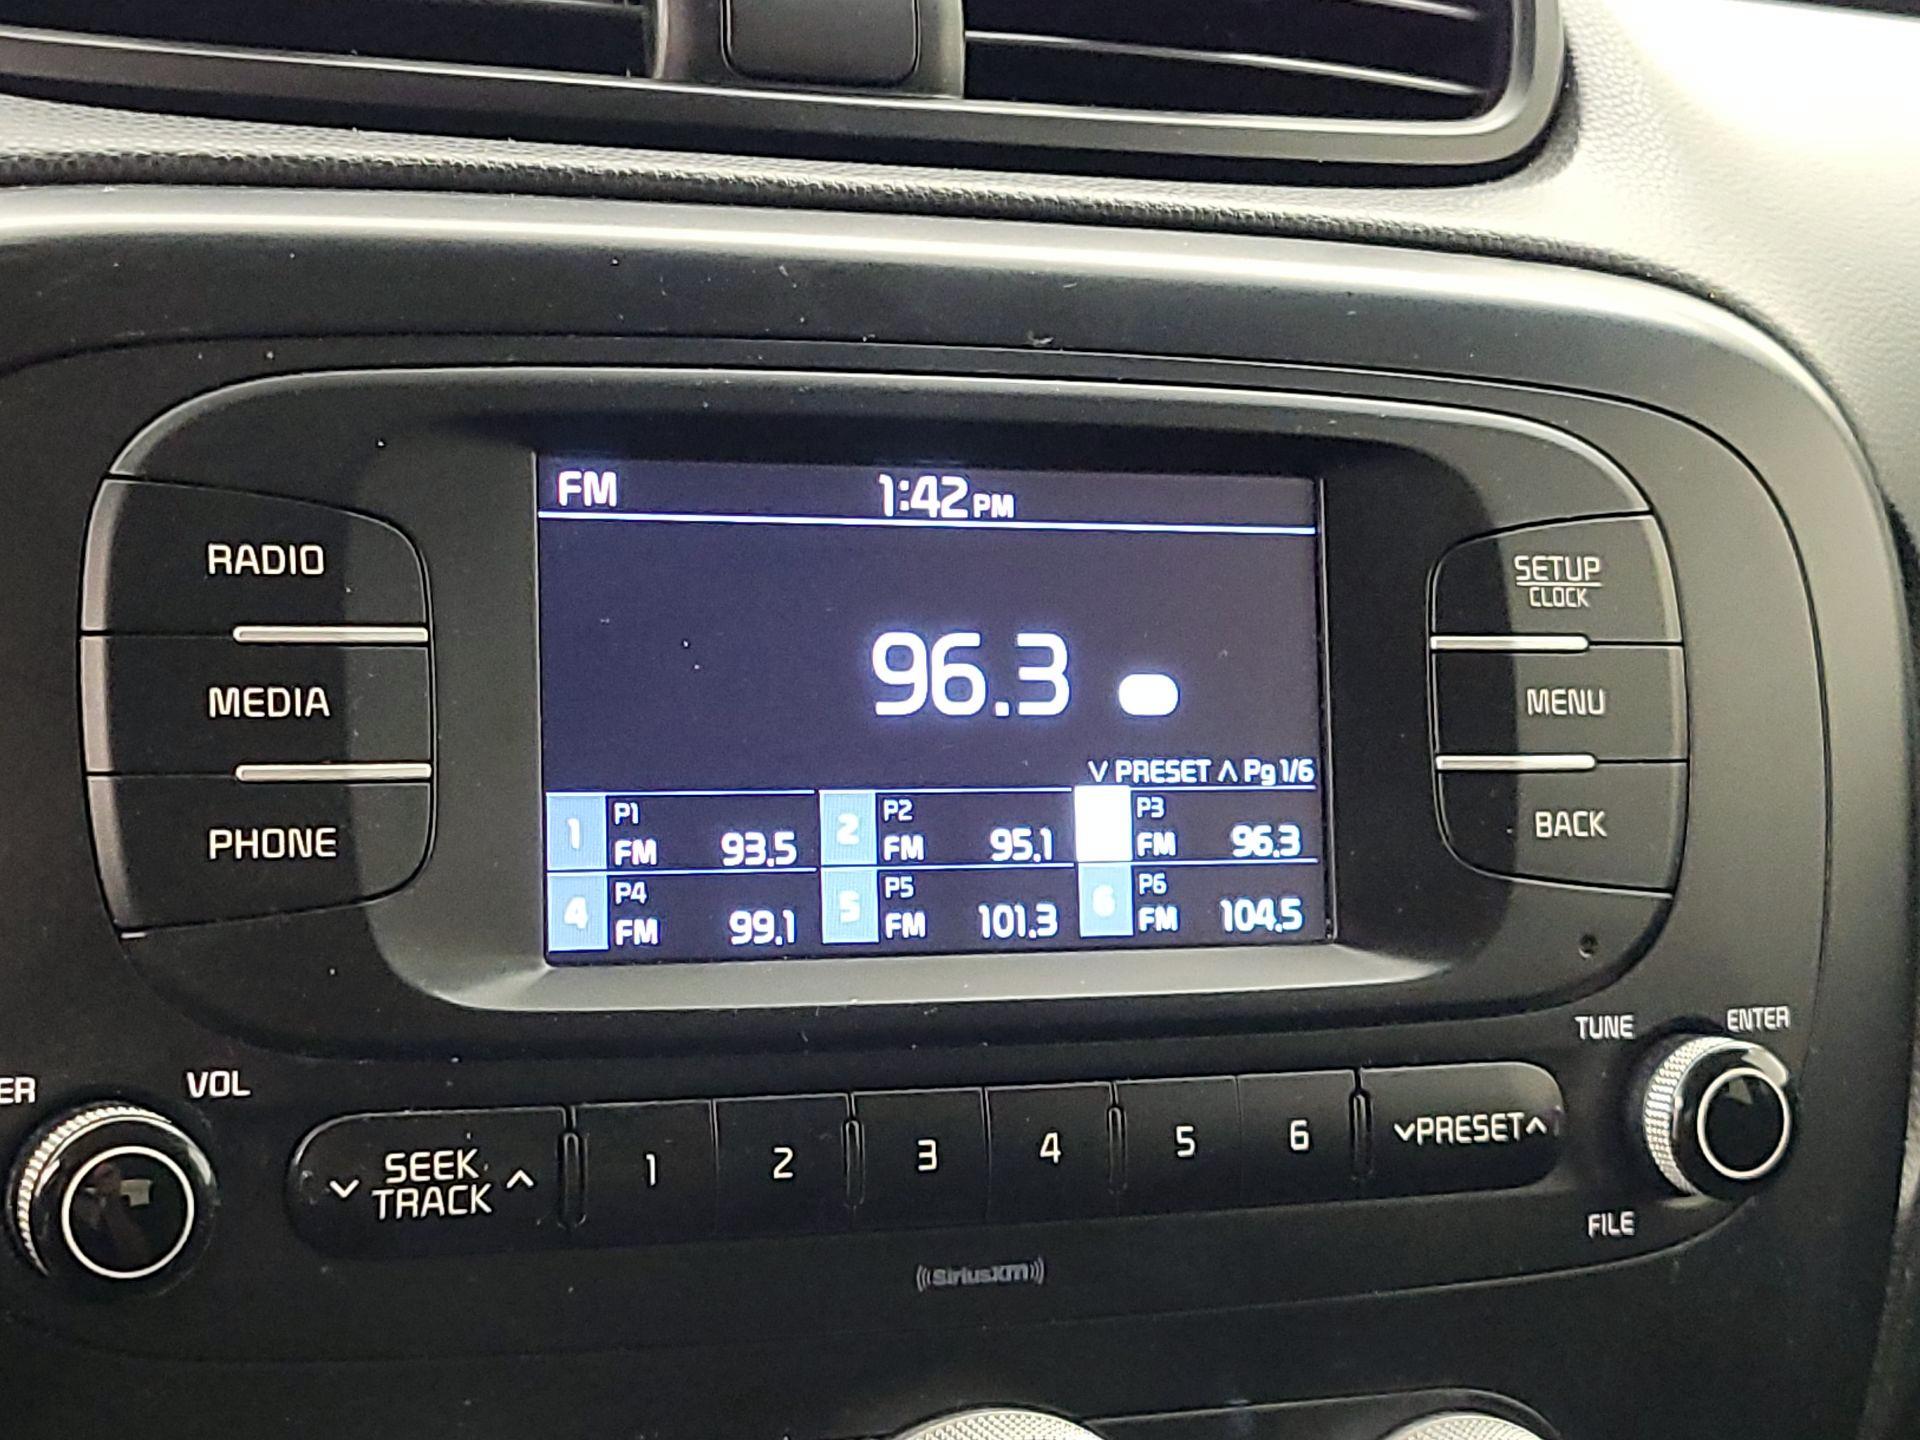 FM 1:42 PM
RADIO
MEDIA
PHONE
96.3
SETUP
CLOCK
MENU
BACK
∨ PRESET ∧ Pg 1/6
1 P1 FM 93.5
2 P2 FM 95.1
P3 FM 96.3
4 P4 FM 99.1
5 P5 FM 101.3
6 P6 FM 104.5
TUNE
ENTER
FILE
ER
VOL
∨ SEEK ∧
TRACK
1 2 3 4 5 6
∨PRESET∧
((SiriusXM))